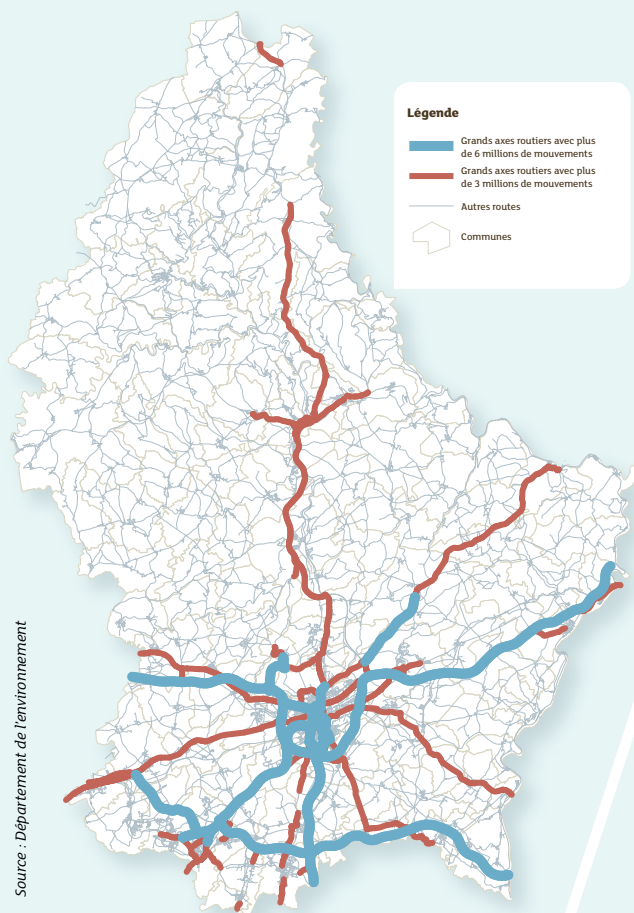 Légende
Grands axes routiers avec plus
de 6 millions de mouvements
Grands axes routiers avec plus
de 3 millions de mouvements
Autres routes
Communes
Source : Département de l'environnement